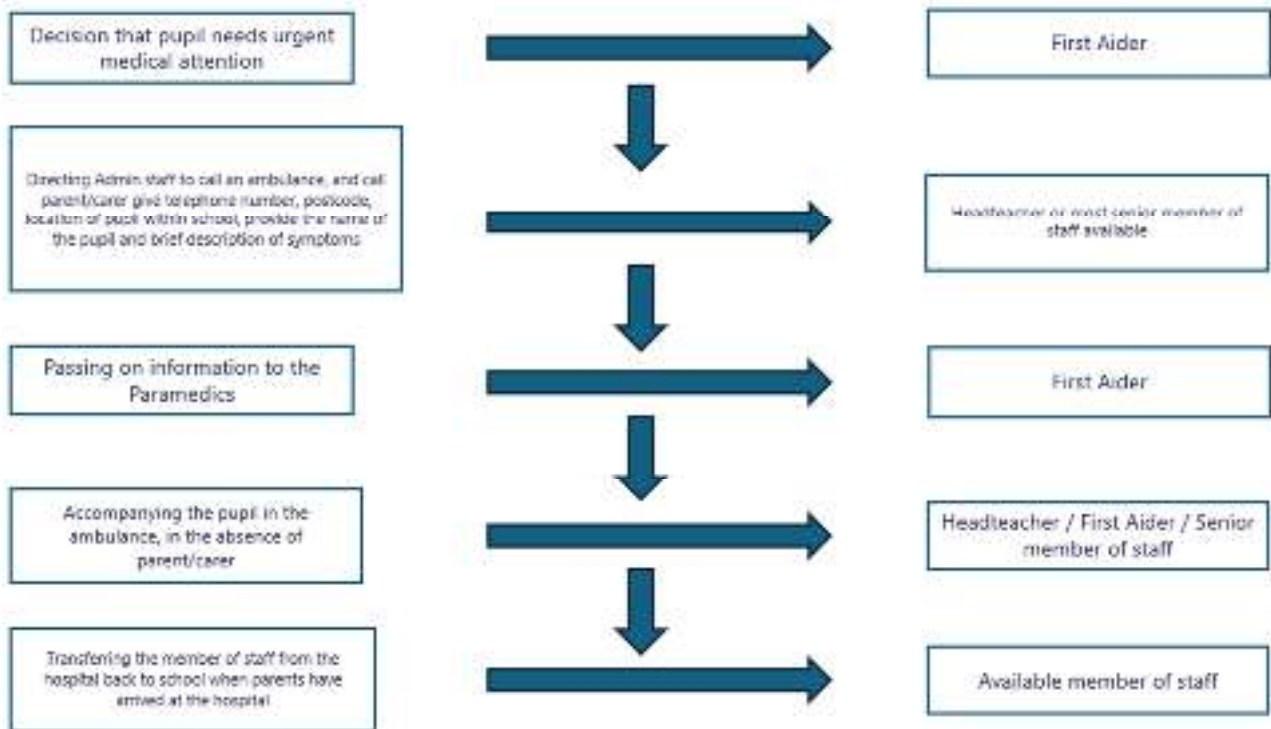 Decision that pupil needs urgent
medical attention
First Aider
Directing Admin staff to call an ambulance, and call
parent/carer give telephone number, postcode,
location of pupil within school, provide the name of
the pupil and brief description of symptoms
Headteacher or most senior member of
staff available
Passing on information to the
Paramedics
First Aider
Accompanying the pupil in the
ambulance, in the absence of
parent/carer
Headteacher / First Aider / Senior
member of staff
Transferring the member of staff from the
hospital back to school when parents have
arrived at the hospital
Available member of staff